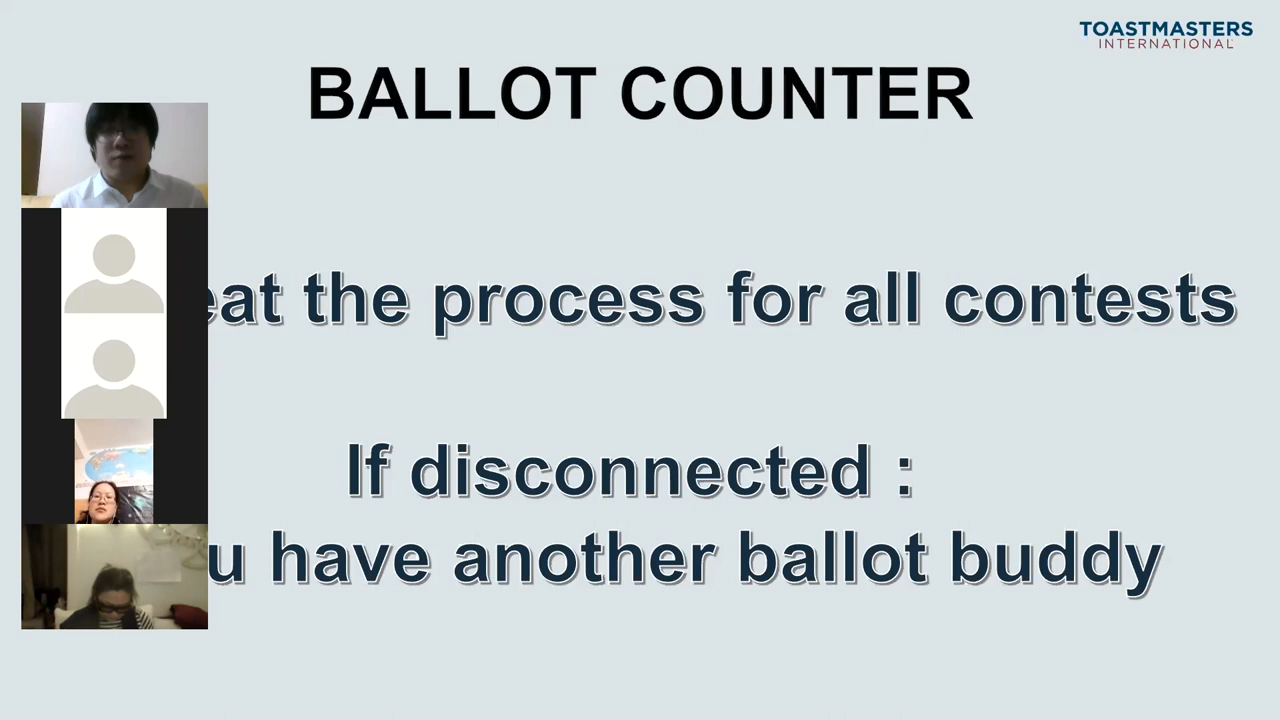 TOASTMASTERS
INTERNATIONAL
BALLOT COUNTER
eat the process for all contests
If disconnected :
u have another ballot buddy